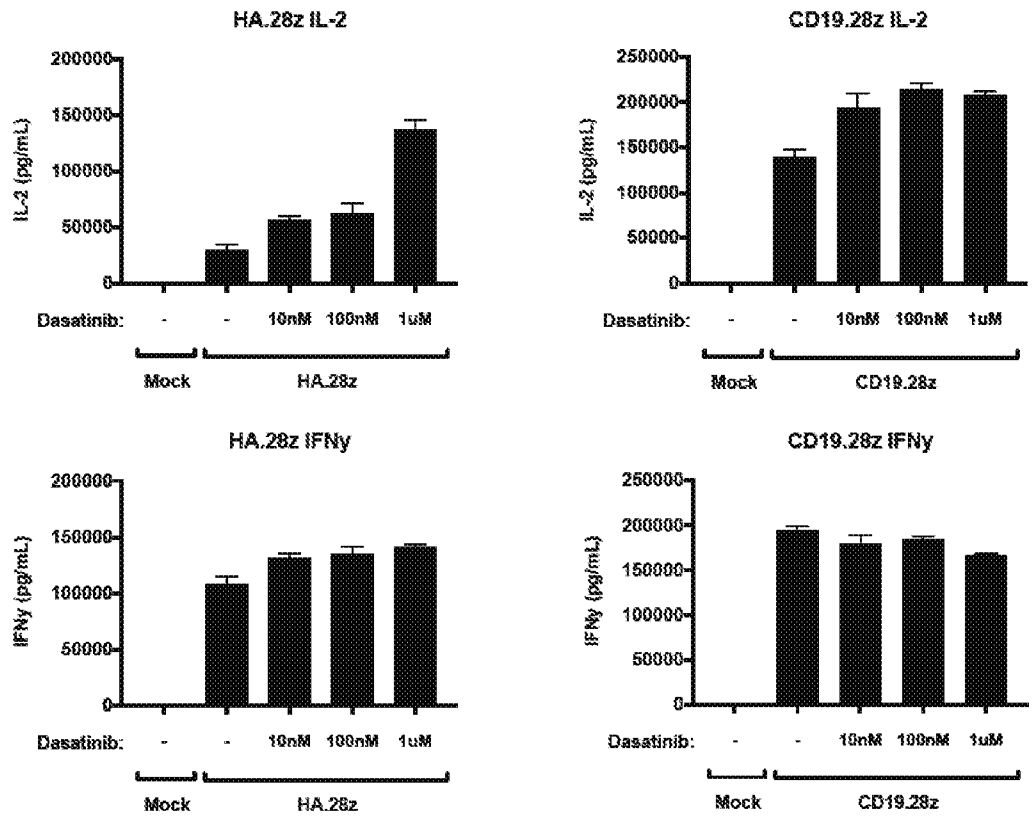 HA.28z IL-2
200000
150000
100000
50000
0
IL-2 (pg/mL)
Dasatinib: - - 10nM 100nM 1uM
Mock HA.28z
CD19.28z IL-2
250000
200000
150000
100000
50000
0
IL-2 (pg/mL)
Dasatinib: - - 10nM 100nM 1uM
Mock CD19.28z
HA.28z IFNy
200000
150000
100000
50000
0
IFNy (pg/mL)
Dasatinib: - - 10nM 100nM 1uM
Mock HA.28z
CD19.28z IFNy
250000
200000
150000
100000
50000
0
IFNy (pg/mL)
Dasatinib: - - 10nM 100nM 1uM
Mock CD19.28z